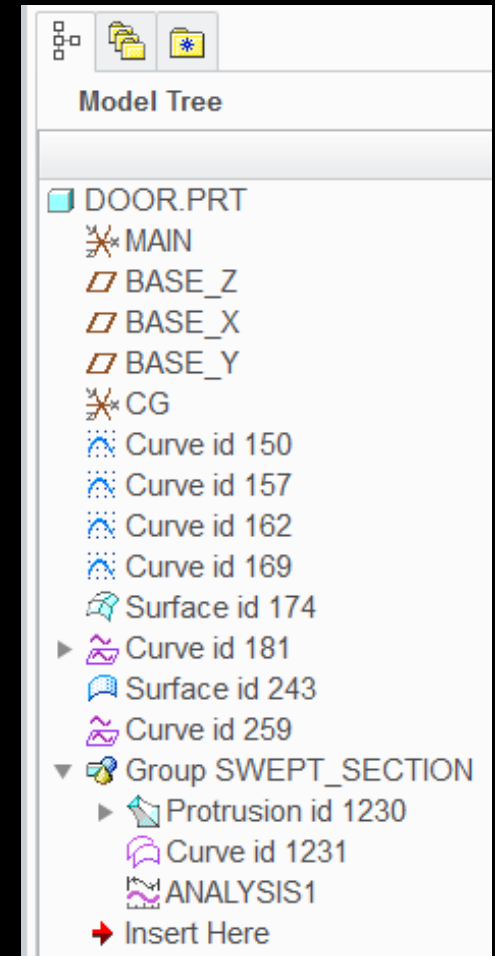 Model Tree
DOOR.PRT
MAIN
BASE_Z
BASE_X
BASE_Y
CG
Curve id 150
Curve id 157
Curve id 162
Curve id 169
Surface id 174
Curve id 181
Surface id 243
Curve id 259
Group SWEPT_SECTION
Protrusion id 1230
Curve id 1231
ANALYSIS1
Insert Here